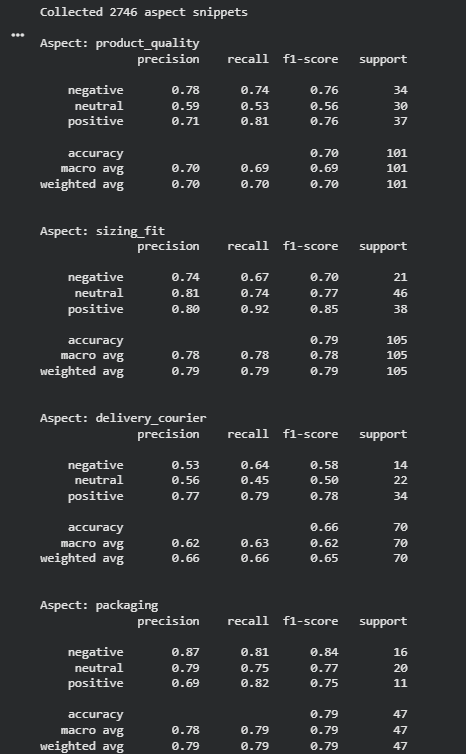 Collected 2746 aspect snippets
Aspect: product_quality
precision recall f1-score support
negative 0.78 0.74 0.76 34
neutral 0.59 0.53 0.56 30
positive 0.71 0.81 0.76 37
accuracy 0.70 101
macro avg 0.70 0.69 0.69 101
weighted avg 0.70 0.70 0.70 101
Aspect: sizing_fit
precision recall f1-score support
negative 0.74 0.67 0.70 21
neutral 0.81 0.74 0.77 46
positive 0.80 0.92 0.85 38
accuracy 0.79 105
macro avg 0.78 0.78 0.78 105
weighted avg 0.79 0.79 0.79 105
Aspect: delivery_courier
precision recall f1-score support
negative 0.53 0.64 0.58 14
neutral 0.56 0.45 0.50 22
positive 0.77 0.79 0.78 34
accuracy 0.66 70
macro avg 0.62 0.63 0.62 70
weighted avg 0.66 0.66 0.65 70
Aspect: packaging
precision recall f1-score support
negative 0.87 0.81 0.84 16
neutral 0.79 0.75 0.77 20
positive 0.69 0.82 0.75 11
accuracy 0.79 47
macro avg 0.78 0.79 0.79 47
weighted avg 0.79 0.79 0.79 47